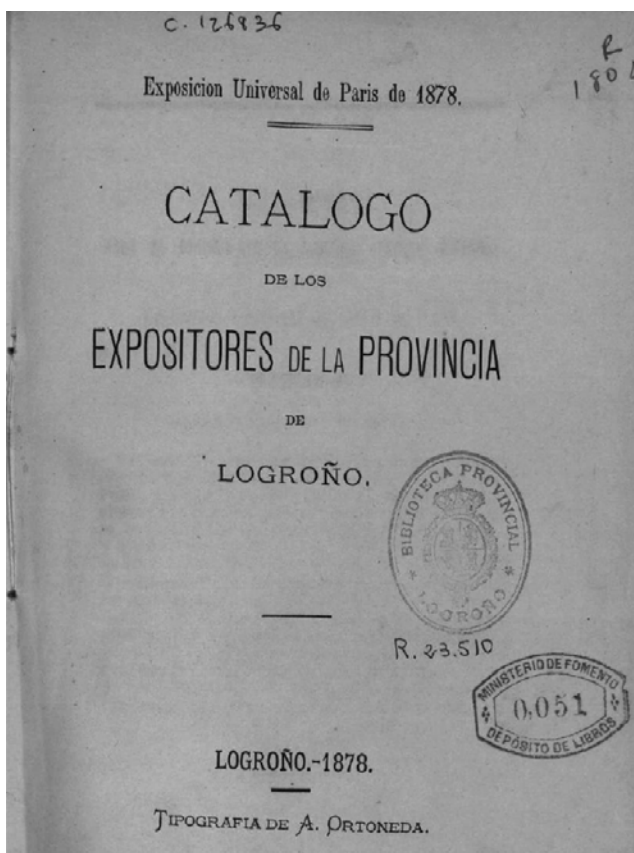 C. 126836
R
180
Exposicion Universal de Paris de 1878.
CATALOGO
DE LOS
EXPOSITORES DE LA PROVINCIA
DE
LOGROÑO.
BIBLIOTECA PROVINCIAL
* LOGROÑO *
R. 23.510
MINISTERIO DE FOMENTO
0,051
DEPÓSITO DE LIBROS
LOGROÑO.-1878.
TIPOGRAFIA DE A. ORTONEDA.